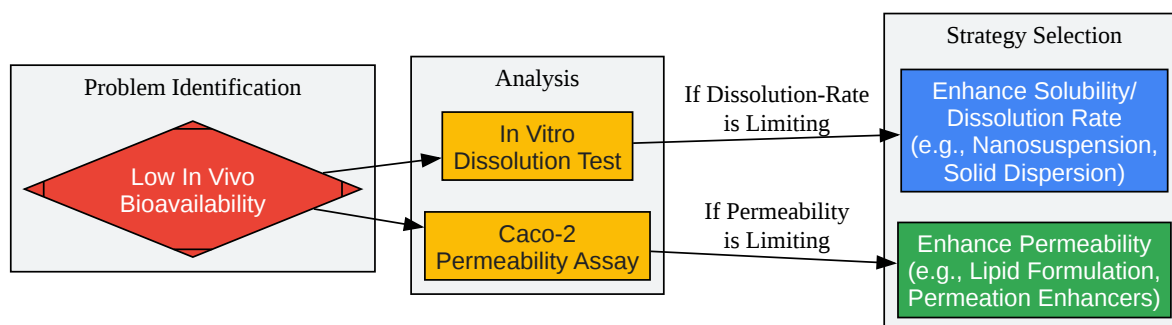 Problem Identification
Low In Vivo
Bioavailability
Analysis
In Vitro
Dissolution Test
Caco-2
Permeability Assay
If Dissolution-Rate
is Limiting
If Permeability
is Limiting
Strategy Selection
Enhance Solubility/
Dissolution Rate
(e.g., Nanosuspension,
Solid Dispersion)
Enhance Permeability
(e.g., Lipid Formulation,
Permeation Enhancers)